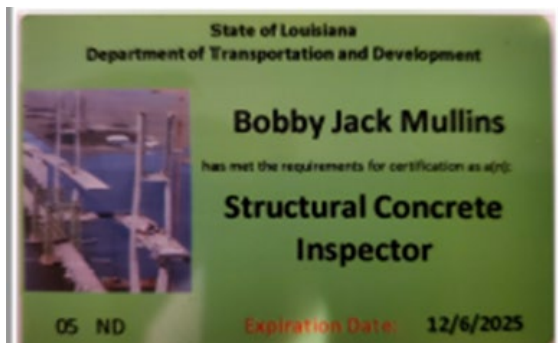 State of Louisiana
Department of Transportation and Development
Bobby Jack Mullins
has met the requirements for certification as a(n):
Structural Concrete
Inspector
05 ND
Expiration Date: 12/6/2025